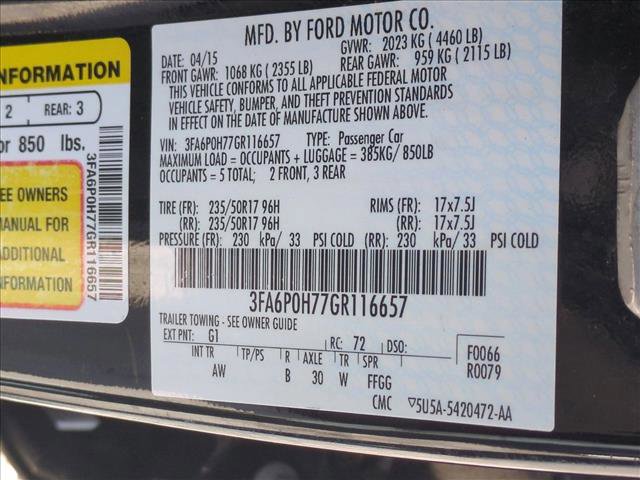 MFD. BY FORD MOTOR CO.
DATE: 04/15 GVWR: 2023 KG ( 4460 LB)
FRONT GAWR: 1068 KG ( 2355 LB) REAR GAWR: 959 KG ( 2115 LB)
THIS VEHICLE CONFORMS TO ALL APPLICABLE FEDERAL MOTOR
VEHICLE SAFETY, BUMPER, AND THEFT PREVENTION STANDARDS
IN EFFECT ON THE DATE OF MANUFACTURE SHOWN ABOVE.
VIN: 3FA6P0H77GR116657 TYPE: Passenger Car
MAXIMUM LOAD = OCCUPANTS + LUGGAGE = 385KG/850LB
OCCUPANTS = 5 TOTAL; 2 FRONT, 3 REAR
TIRE (FR): 235/50R17 96H RIMS (FR): 17x7.5J
(RR): 235/50R17 96H (RR): 17x7.5J
PRESSURE (FR): 230 kPa/ 33 PSI COLD (RR): 230 kPa/ 33 PSI COLD
3FA6P0H77GR116657
TRAILER TOWING - SEE OWNER GUIDE
EXT PNT: G1 RC: 72 DSO: F0066
INT TR TP/PS R AXLE TR SPR R0079
AW B 30 W FFGG
CMC ▽5U5A-5420472-AA
INFORMATION
2 REAR: 3
or 850 lbs.
SEE OWNERS
MANUAL FOR
ADDITIONAL
INFORMATION
3FA6P0H77GR116657